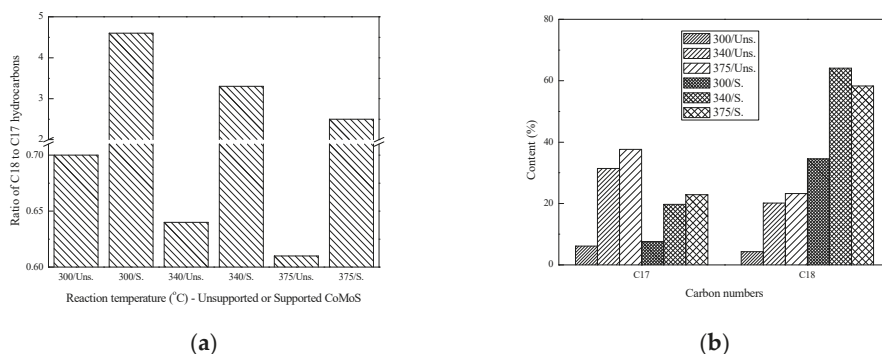 5
4
3
2
0.70
0.65
0.60
Ratio of C18 to C17 hydrocarbons
300/Uns.
300/S.
340/Uns.
340/S.
375/Uns.
375/S.
Reaction temperature (°C) - Unsupported or Supported CoMoS
(a)
80
60
40
20
0
Content (%)
300/Uns.
340/Uns.
375/Uns.
300/S.
340/S.
375/S.
C17
C18
Carbon numbers
(b)